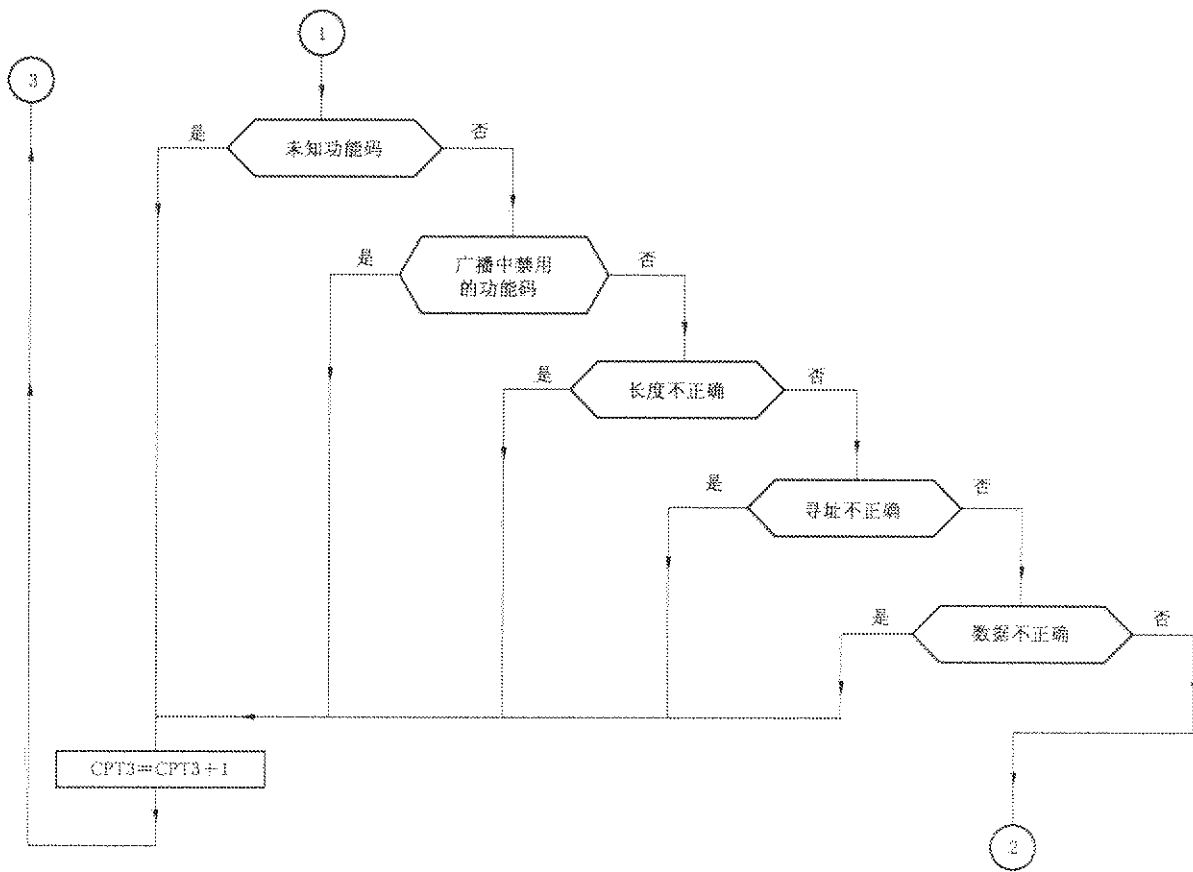 1
3
是
未知功能码
否
是
广播中禁用
的功能码
否
是
长度不正确
否
是
寻址不正确
否
是
数据不正确
否
CPT3=CPT3+1
2